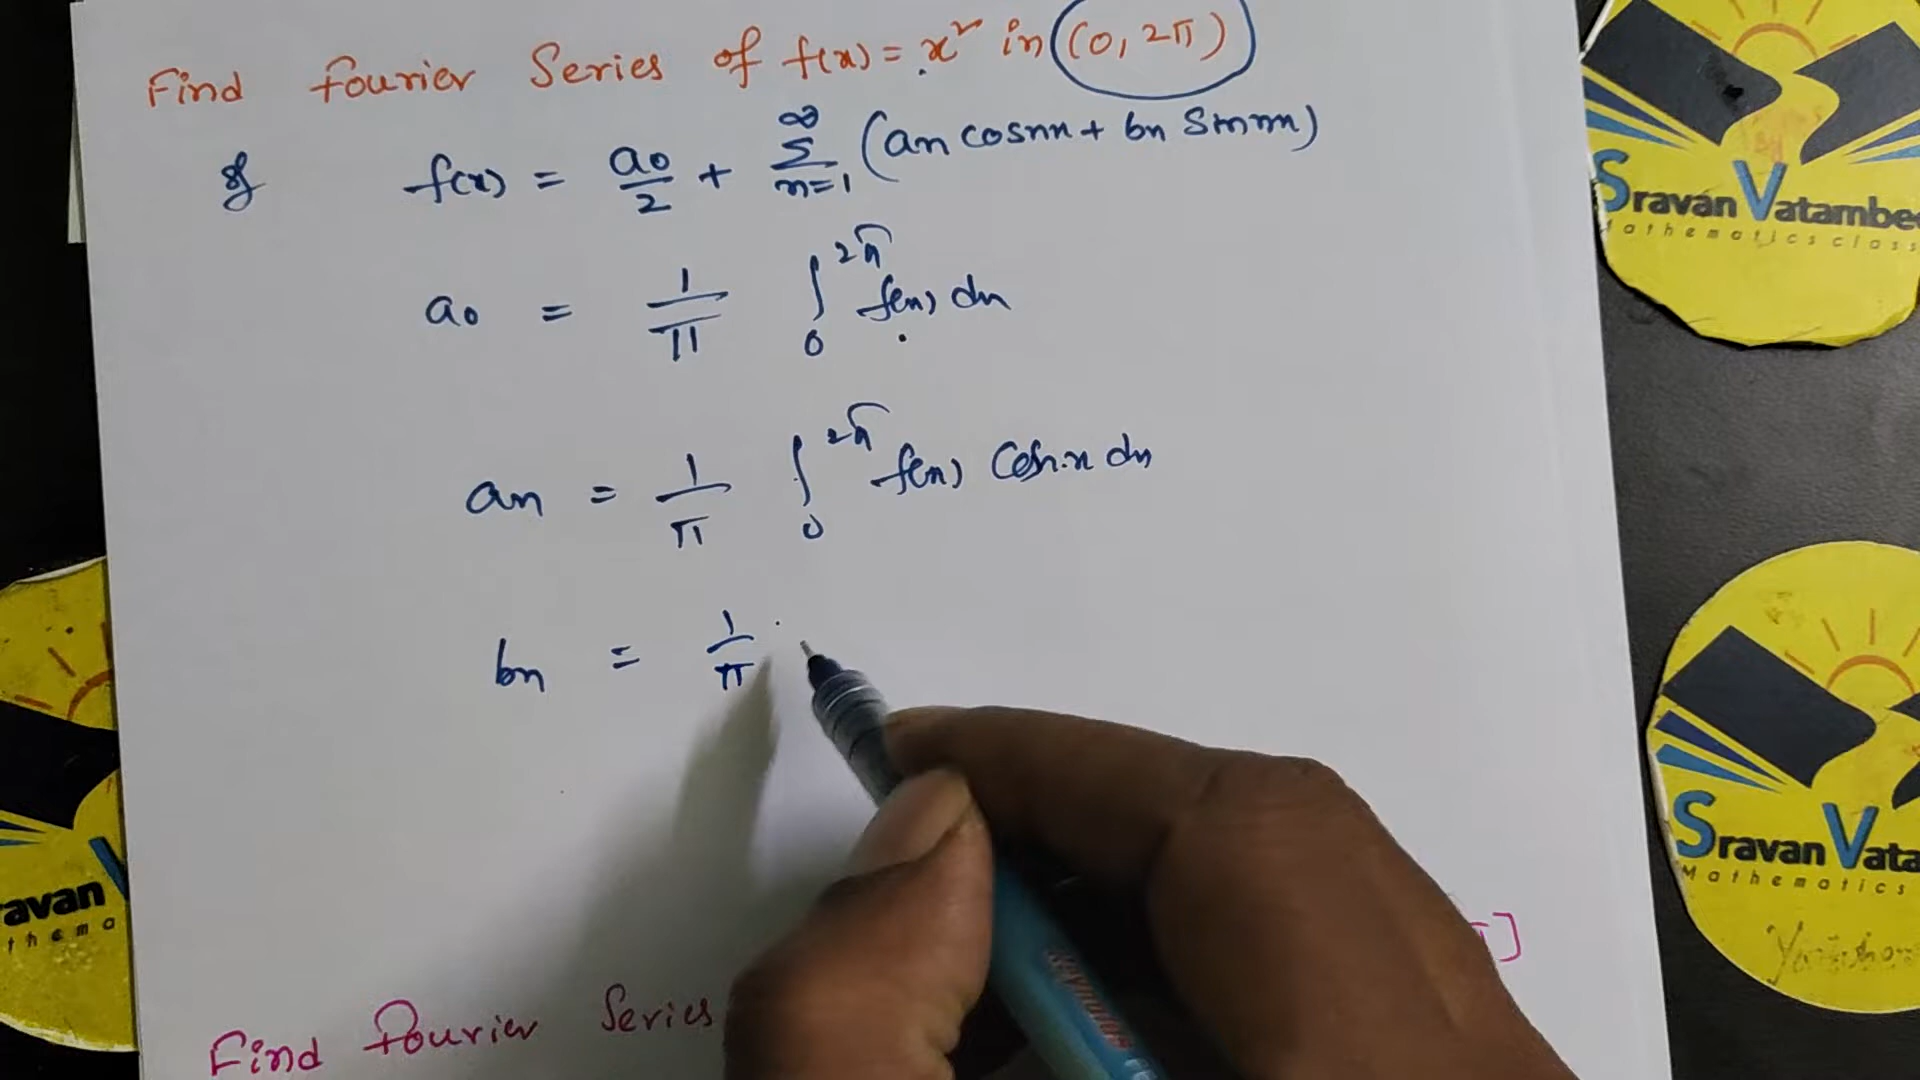 Find Fourier Series of f(x) = x² in (0, 2π)
f(x) = a0/2 + ∞ Σ n=1 (an cosnx + bn Sinnx)
a0 = 1/π ∫ 0 2π f(x) dx
an = 1/π ∫ 0 2π f(x) Cosnx dx
bn = 1/π
]
Find Fourier Series
Sravan Vatambe
Mathematics class
Sravan Vata
Mathematics
avan V
thema